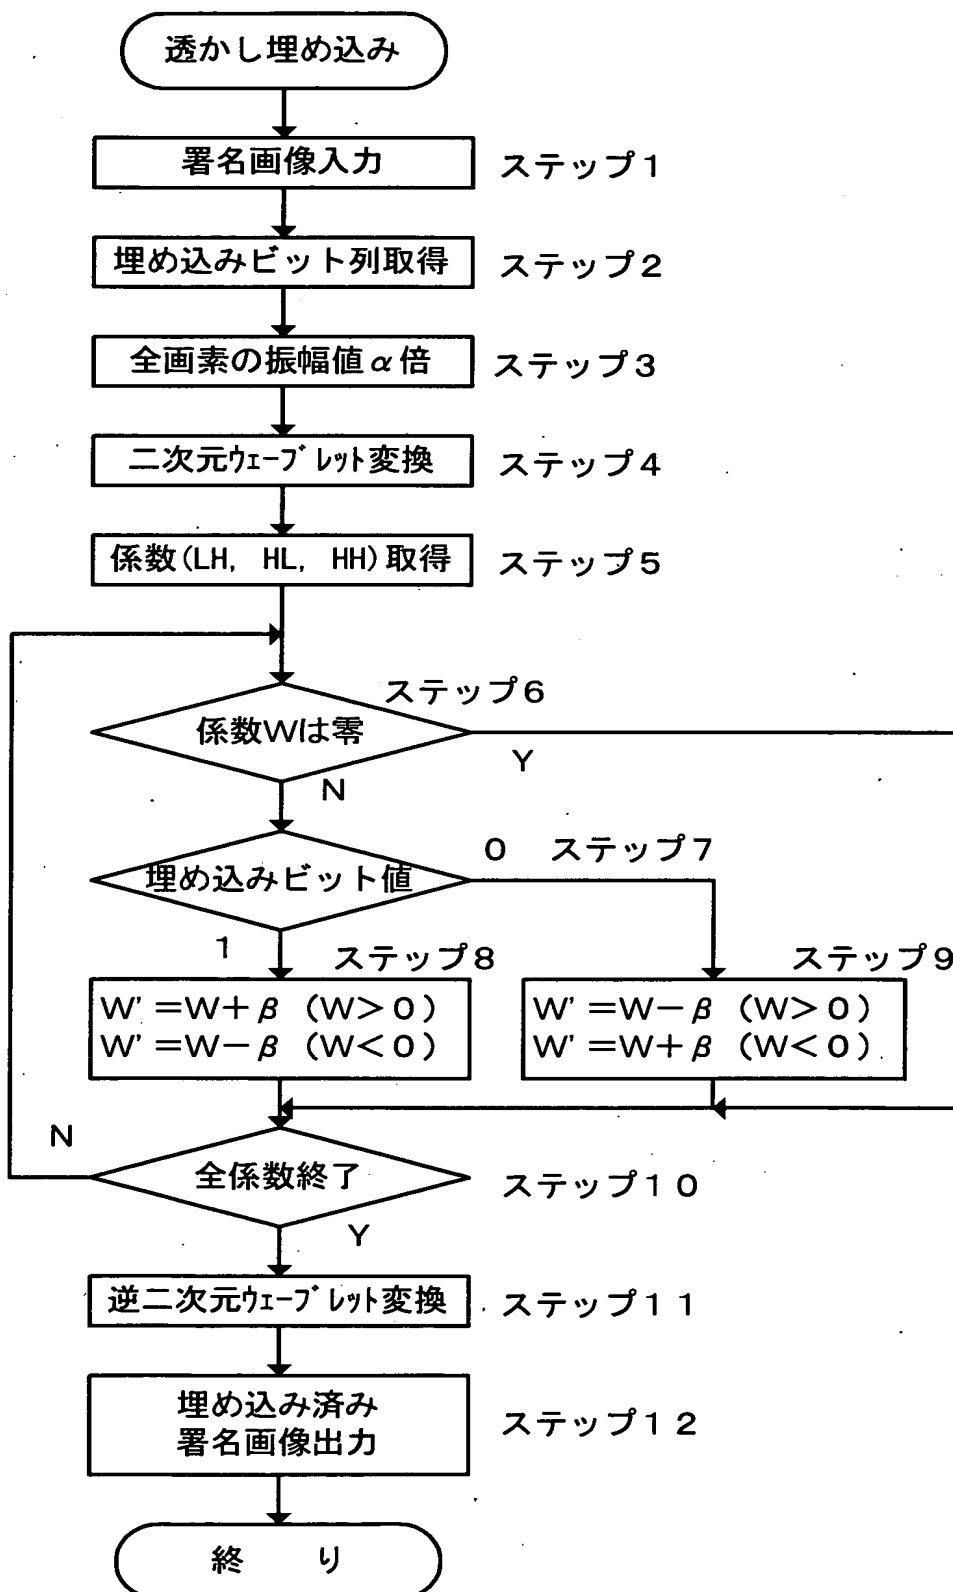 透かし埋め込み
署名画像入力
ステップ1
埋め込みビット列取得
ステップ2
全画素の振幅値α倍
ステップ3
二次元ウェーブレット変換
ステップ4
係数(LH, HL, HH)取得
ステップ5
ステップ6
係数Wは零
Y
N
0 ステップ7
埋め込みビット値
1
ステップ8
ステップ9
W'=W+β (W>0)
W'=W-β (W<0)
W'=W-β (W>0)
W'=W+β (W<0)
N
全係数終了
ステップ10
Y
逆二次元ウェーブレット変換
ステップ11
埋め込み済み
署名画像出力
ステップ12
終 り